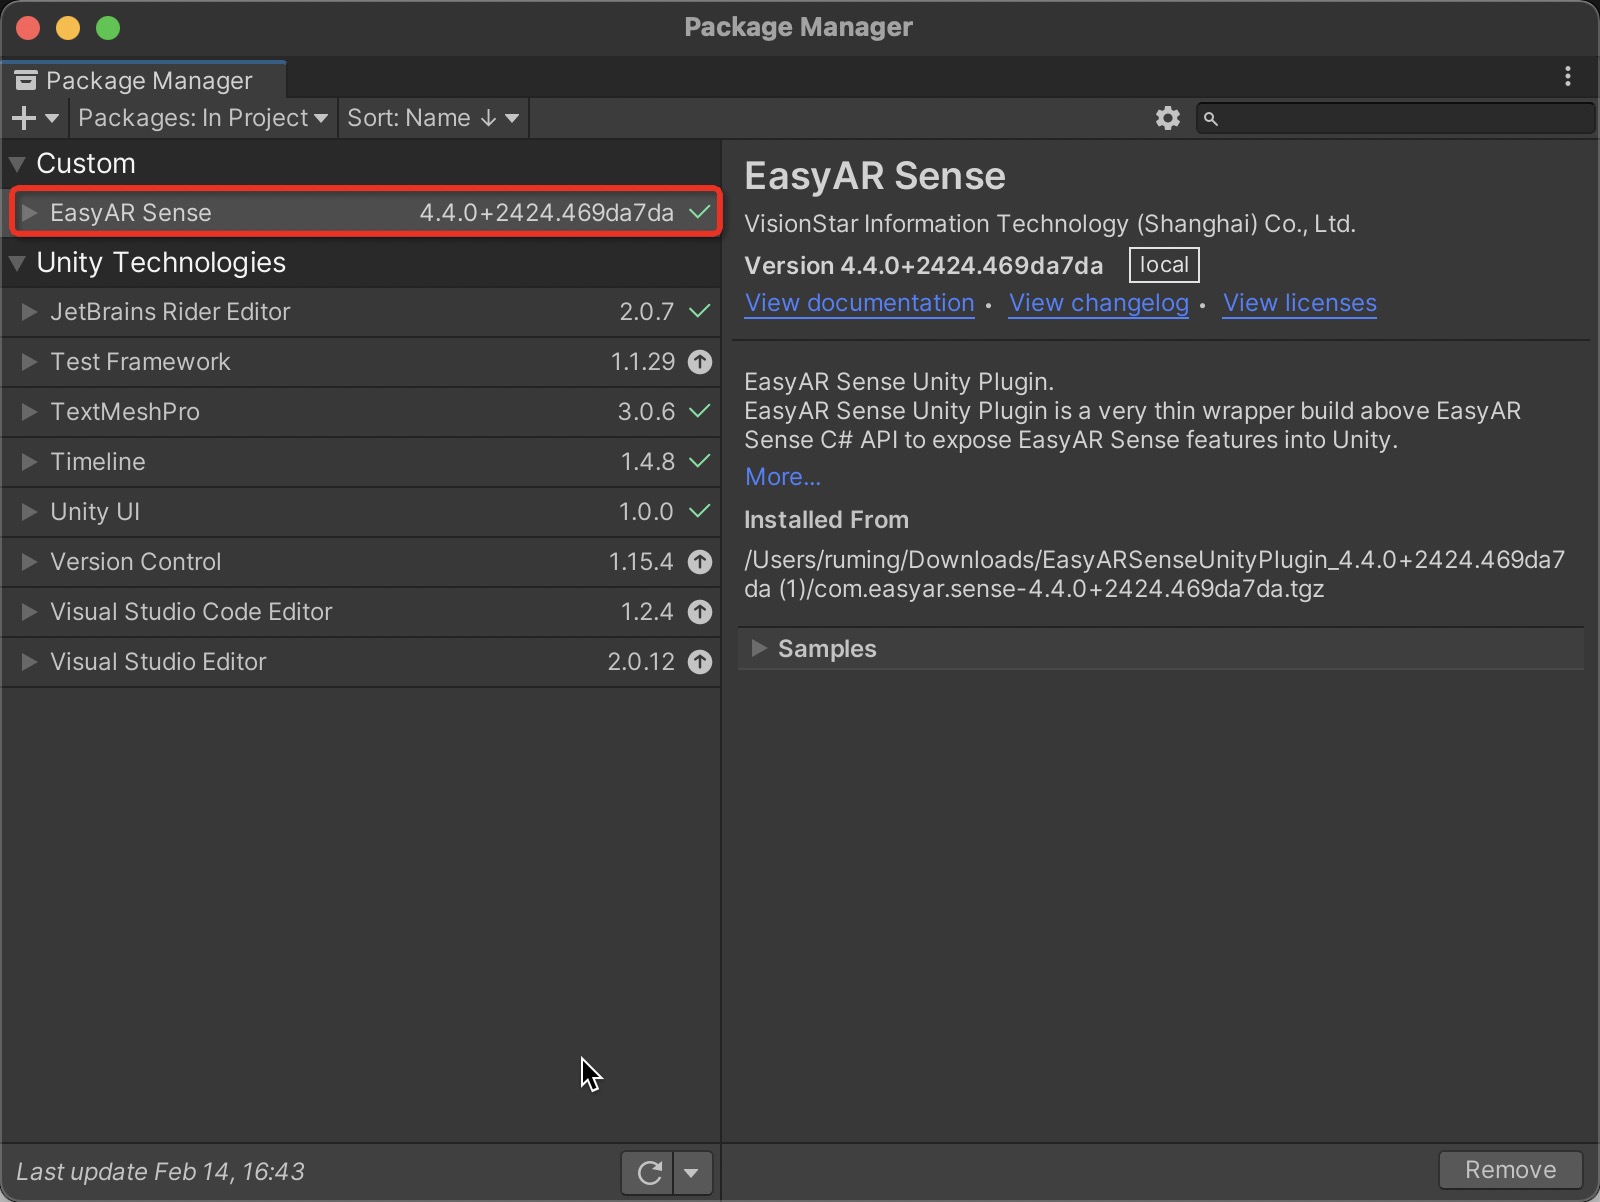 Package Manager
Package Manager
Packages: In Project
Sort: Name ↓
Custom
EasyAR Sense 4.4.0+2424.469da7da
Unity Technologies
JetBrains Rider Editor 2.0.7
Test Framework 1.1.29
TextMeshPro 3.0.6
Timeline 1.4.8
Unity UI 1.0.0
Version Control 1.15.4
Visual Studio Code Editor 1.2.4
Visual Studio Editor 2.0.12
Last update Feb 14, 16:43
EasyAR Sense
VisionStar Information Technology (Shanghai) Co., Ltd.
Version 4.4.0+2424.469da7da local
View documentation • View changelog • View licenses
EasyAR Sense Unity Plugin.
EasyAR Sense Unity Plugin is a very thin wrapper build above EasyAR
Sense C# API to expose EasyAR Sense features into Unity.
More...
Installed From
/Users/ruming/Downloads/EasyARSenseUnityPlugin_4.4.0+2424.469da7
da (1)/com.easyar.sense-4.4.0+2424.469da7da.tgz
Samples
Remove